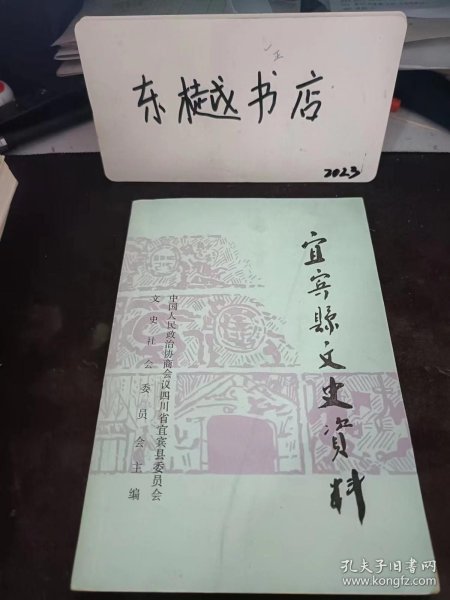 东樾书店
2023
宜宾縣文史資料
中国人民政治协商会议四川省宜宾县委员会
文史社会委员会主编
孔夫子旧书网
www.kongfz.com